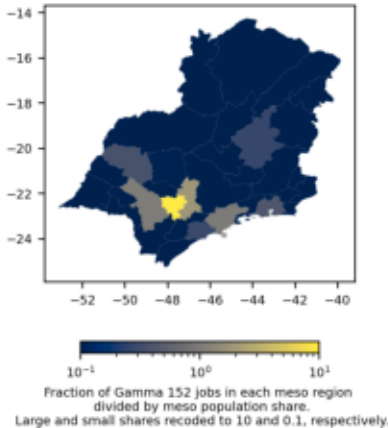 −14
−16
−18
−20
−22
−24
−52 −50 −48 −46 −44 −42 −40
10⁻¹ 10⁰ 10¹
Fraction of Gamma 152 jobs in each meso region
divided by meso population share.
Large and small shares recoded to 10 and 0.1, respectively